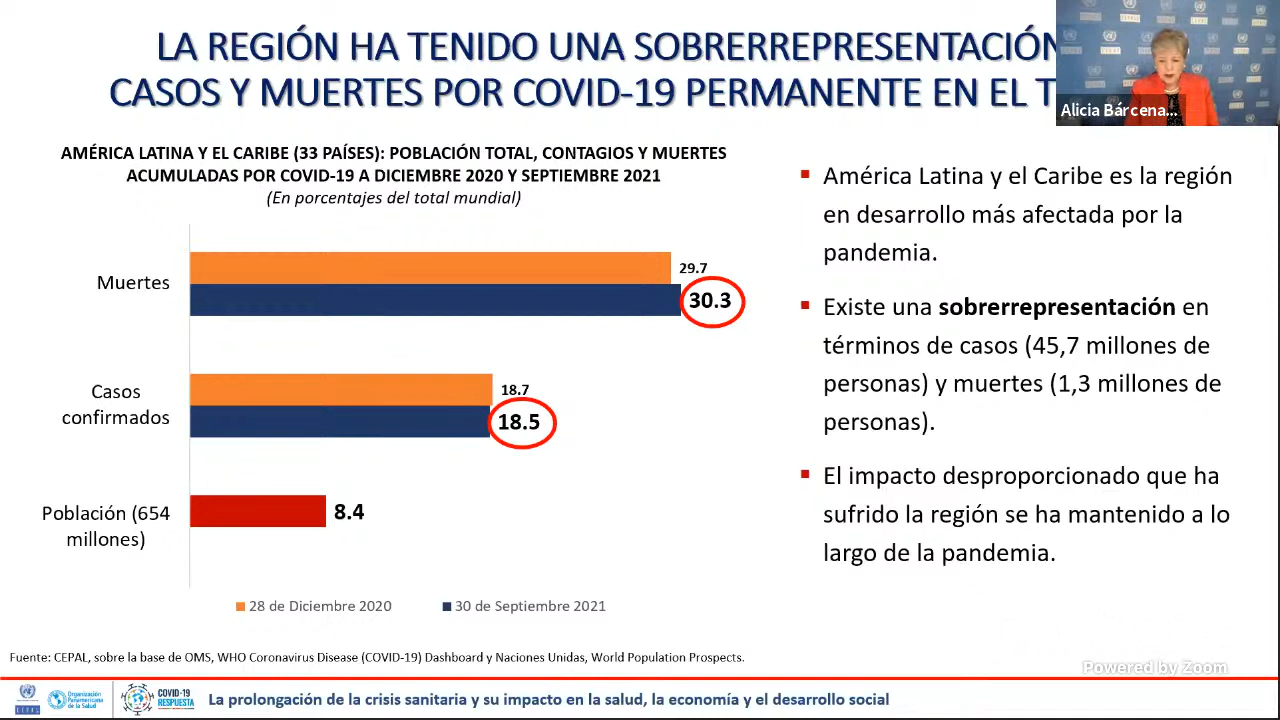 LA REGIÓN HA TENIDO UNA SOBRERREPRESENTACIÓN
CASOS Y MUERTES POR COVID-19 PERMANENTE EN EL T
Alicia Bárcena...
AMÉRICA LATINA Y EL CARIBE (33 PAÍSES): POBLACIÓN TOTAL, CONTAGIOS Y MUERTES
ACUMULADAS POR COVID-19 A DICIEMBRE 2020 Y SEPTIEMBRE 2021
(En porcentajes del total mundial)
Muertes
29.7
30.3
Casos
confirmados
18.7
18.5
Población (654
millones)
8.4
28 de Diciembre 2020
30 de Septiembre 2021
América Latina y el Caribe es la región
en desarrollo más afectada por la
pandemia.
Existe una sobrerrepresentación en
términos de casos (45,7 millones de
personas) y muertes (1,3 millones de
personas).
El impacto desproporcionado que ha
sufrido la región se ha mantenido a lo
largo de la pandemia.
Fuente: CEPAL, sobre la base de OMS, WHO Coronavirus Disease (COVID-19) Dashboard y Naciones Unidas, World Population Prospects.
Powered by Zoom
CEPAL
Organización
Panamericana
de la Salud
COVID-19
RESPUESTA
La prolongación de la crisis sanitaria y su impacto en la salud, la economía y el desarrollo social